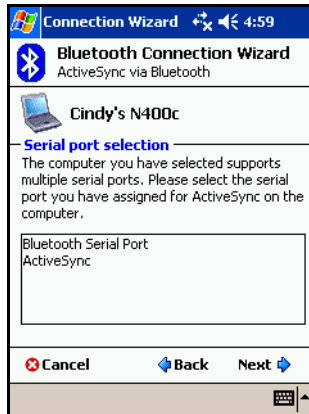 Connection Wizard 4:59
Bluetooth Connection Wizard
ActiveSync via Bluetooth
Cindy's N400c
Serial port selection
The computer you have selected supports
multiple serial ports. Please select the serial
port you have assigned for ActiveSync on the
computer.
Bluetooth Serial Port
ActiveSync
Cancel Back Next